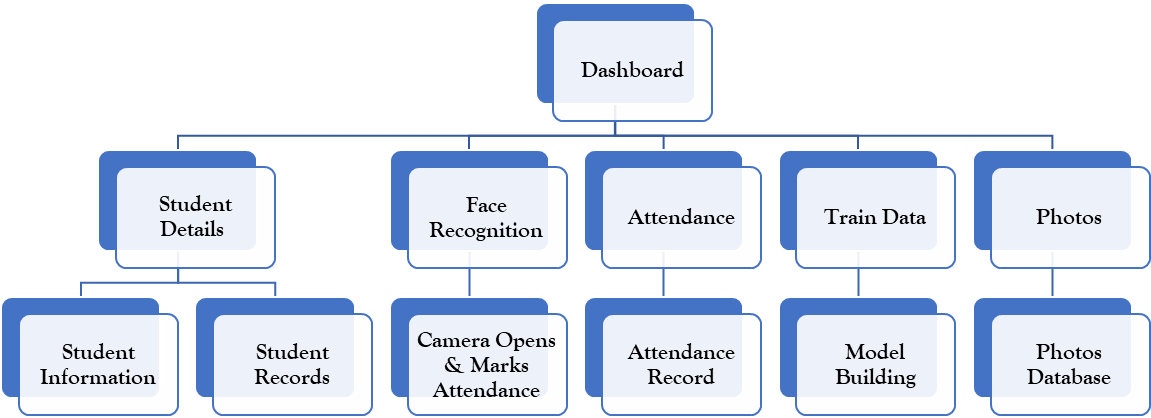 Dashboard
Student
Details
Face
Recognition
Attendance
Train Data
Photos
Student
Information
Student
Records
Camera Opens
& Marks
Attendance
Attendance
Record
Model
Building
Photos
Database